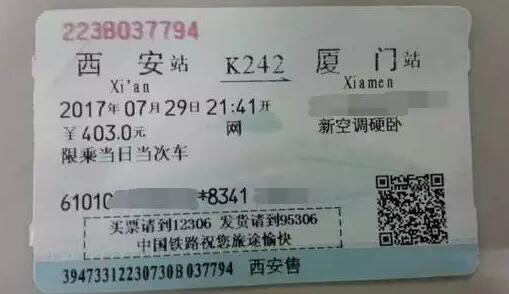 223B037794
西安站 K242 厦门站
Xi'an Xiamen
2017年07月29日21:41开
￥403.0元 网 新空调硬卧
限乘当日当次车
61010 *8341
买票请到12306 发货请到95306
中国铁路祝您旅途愉快
39473312230730B037794 西安售